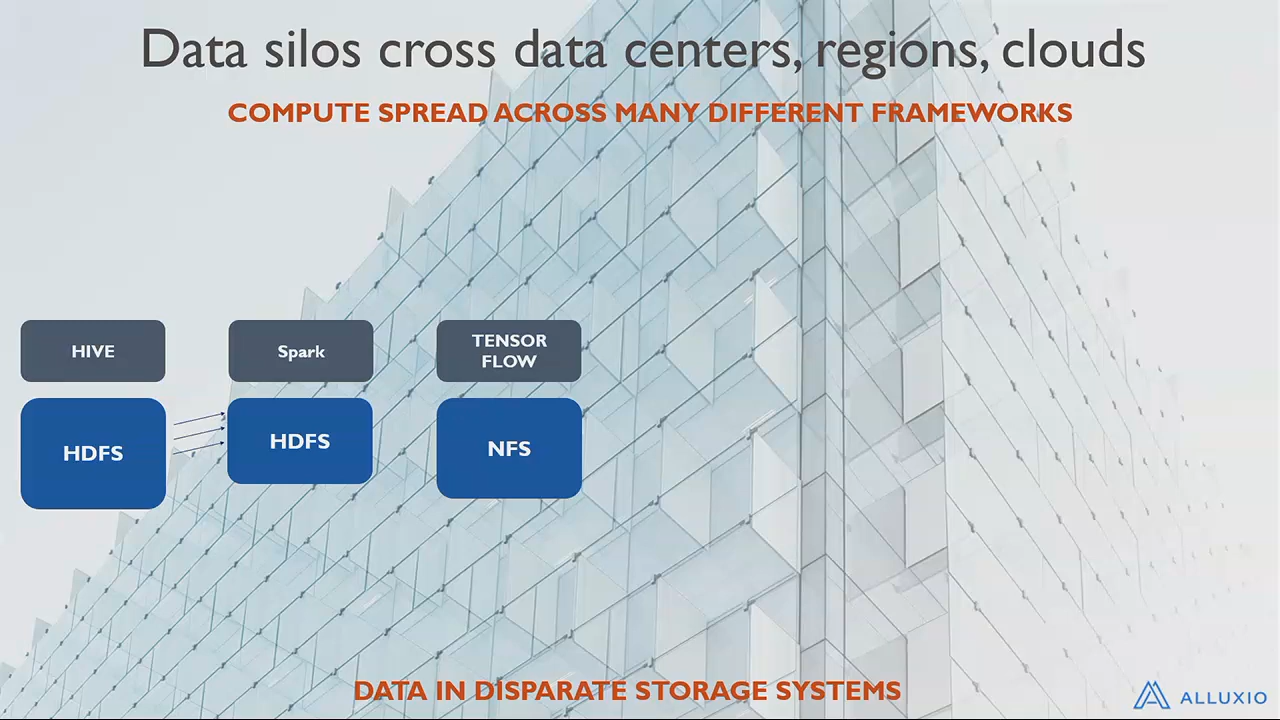 Data silos cross data centers, regions, clouds
COMPUTE SPREAD ACROSS MANY DIFFERENT FRAMEWORKS
HIVE
Spark
TENSOR
FLOW
HDFS
HDFS
NFS
DATA IN DISPARATE STORAGE SYSTEMS
ALLUXIO